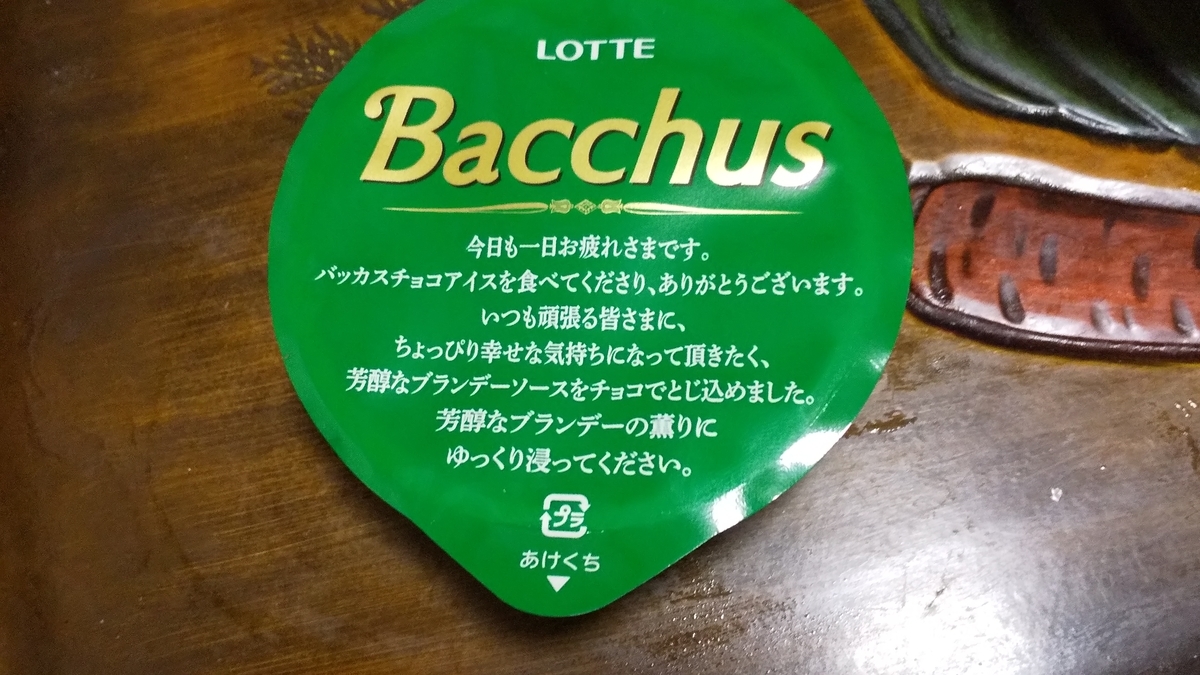 LOTTE
Bacchus
今日も一日お疲れさまです。
バッカスチョコアイスを食べてくださり、ありがとうございます。
いつも頑張る皆さまに、
ちょっぴり幸せな気持ちになって頂きたく、
芳醇なブランデーソースをチョコでとじ込めました。
芳醇なブランデーの薫りに
ゆっくり浸ってください。
プラ
あけくち